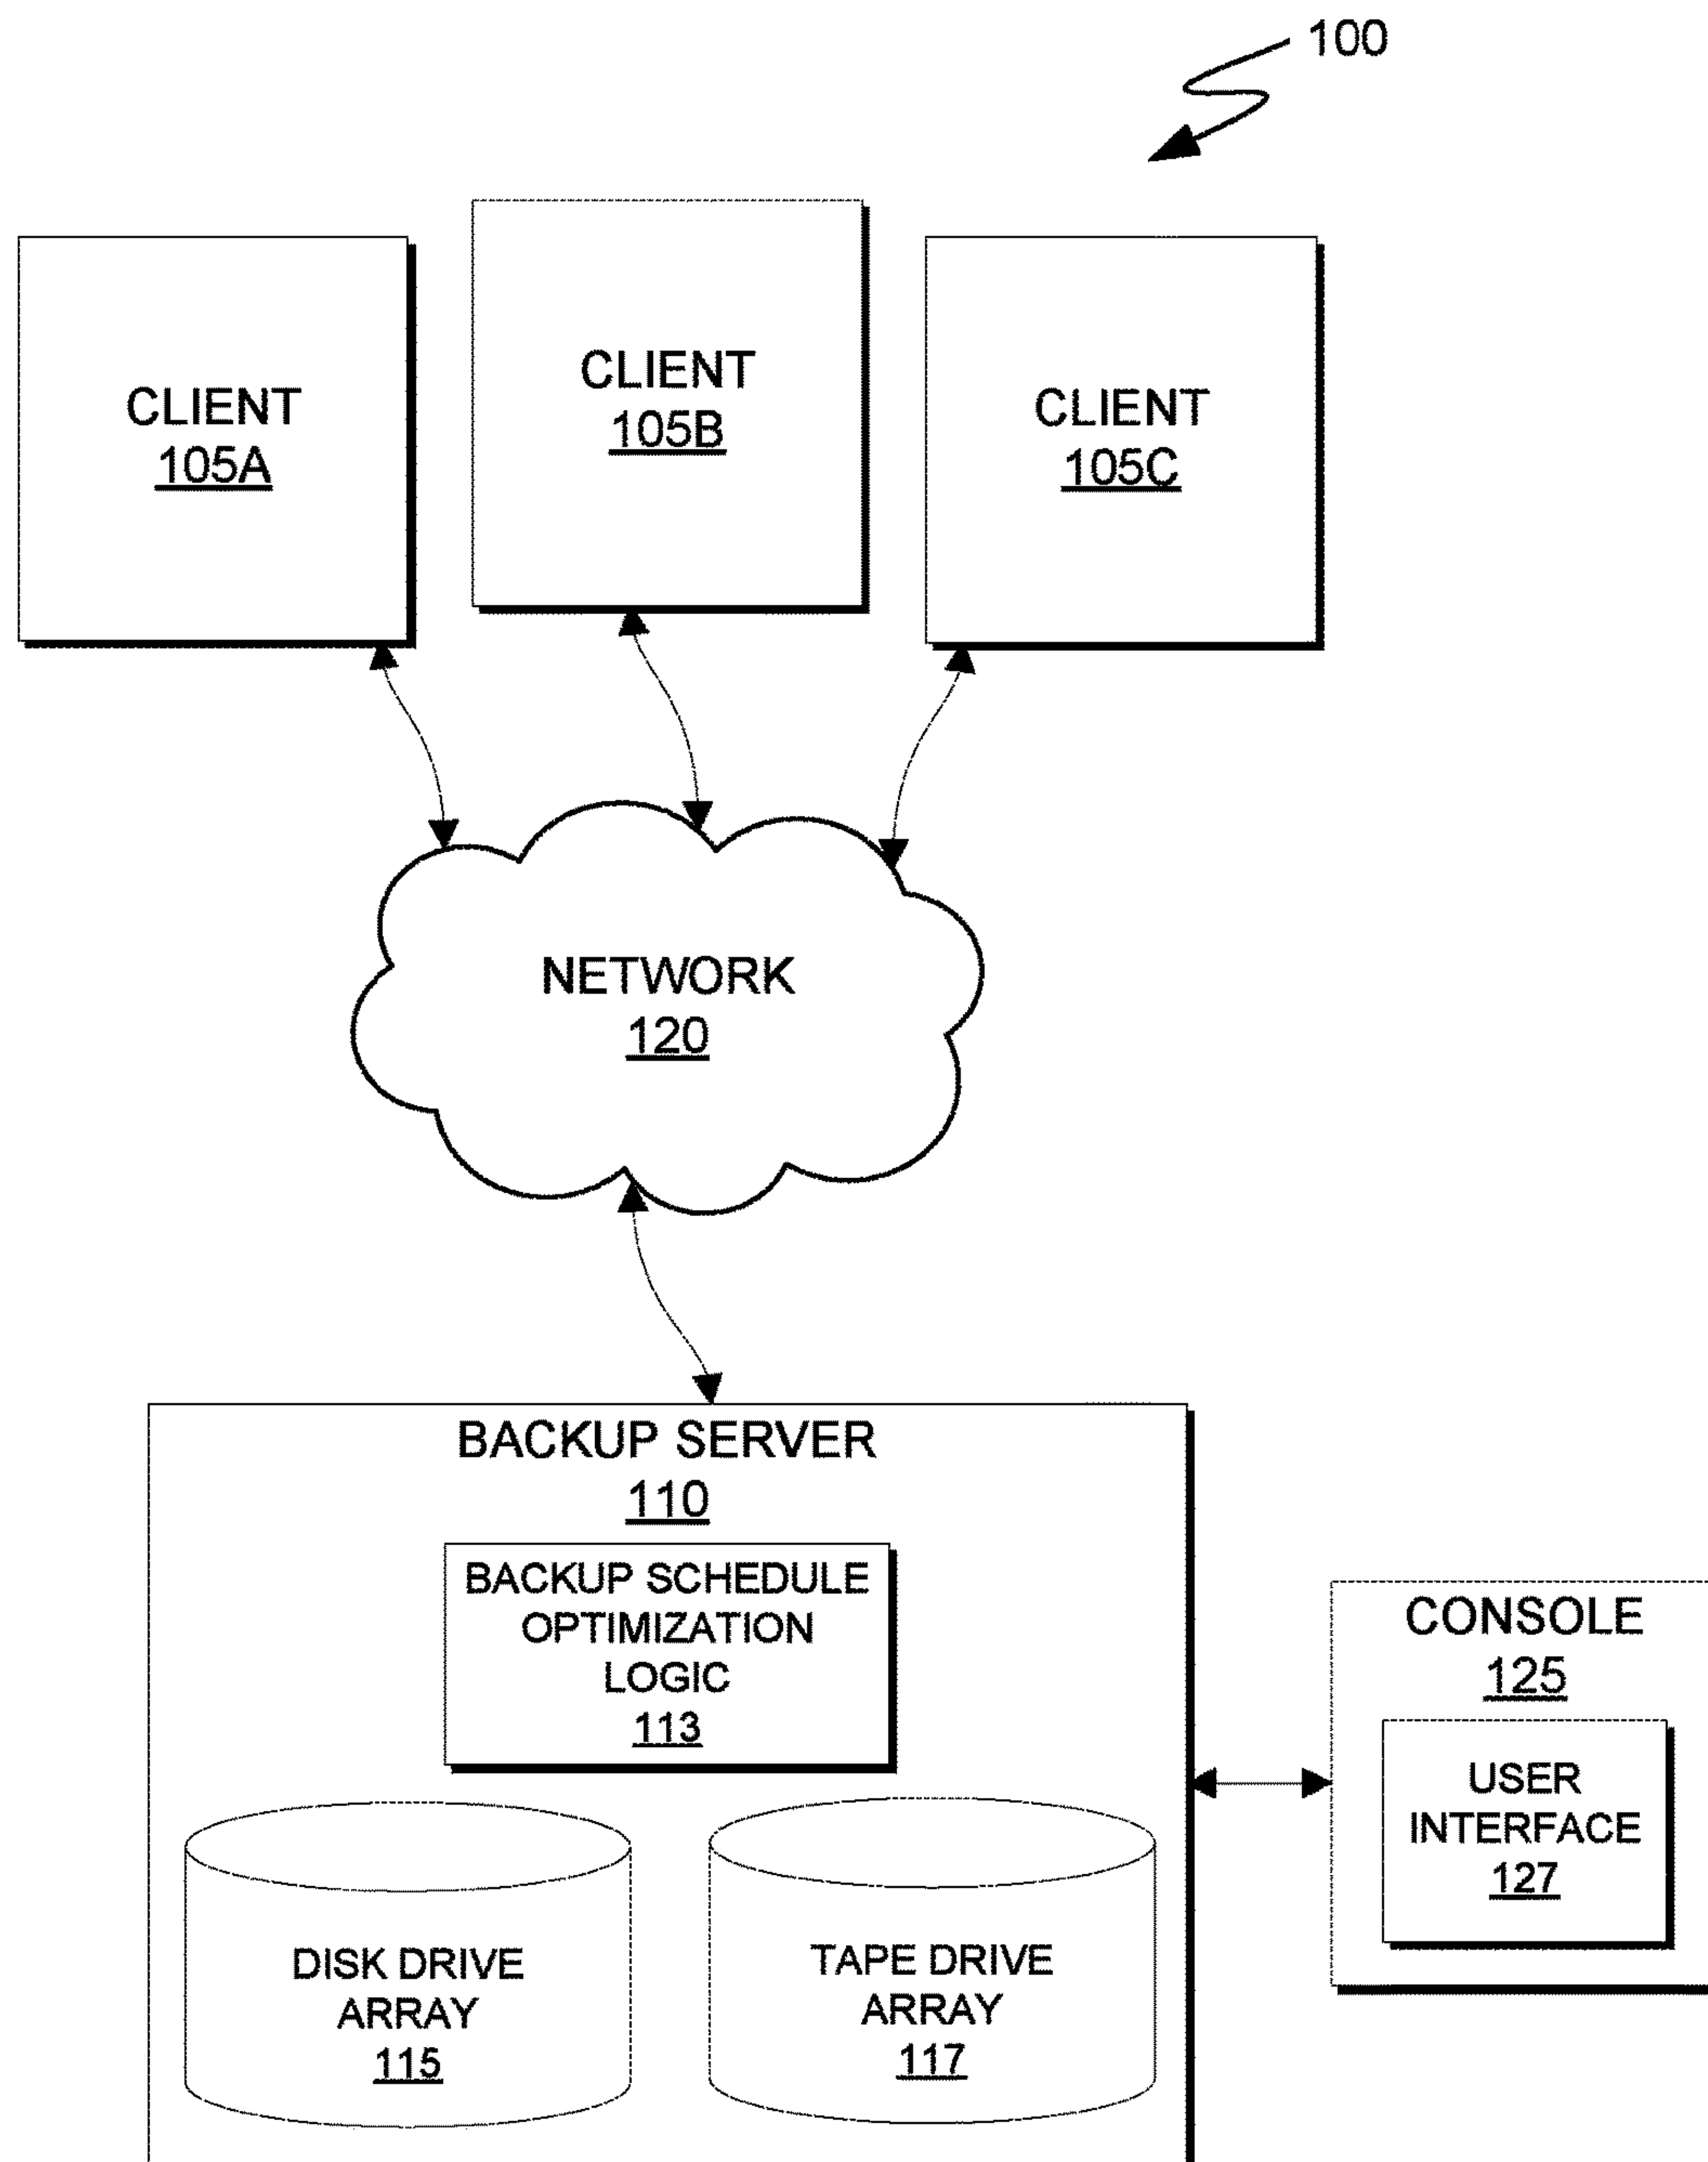 100
CLIENT
105A
CLIENT
105B
CLIENT
105C
NETWORK
120
BACKUP SERVER
110
BACKUP SCHEDULE
OPTIMIZATION
LOGIC
113
DISK DRIVE
ARRAY
115
TAPE DRIVE
ARRAY
117
CONSOLE
125
USER
INTERFACE
127